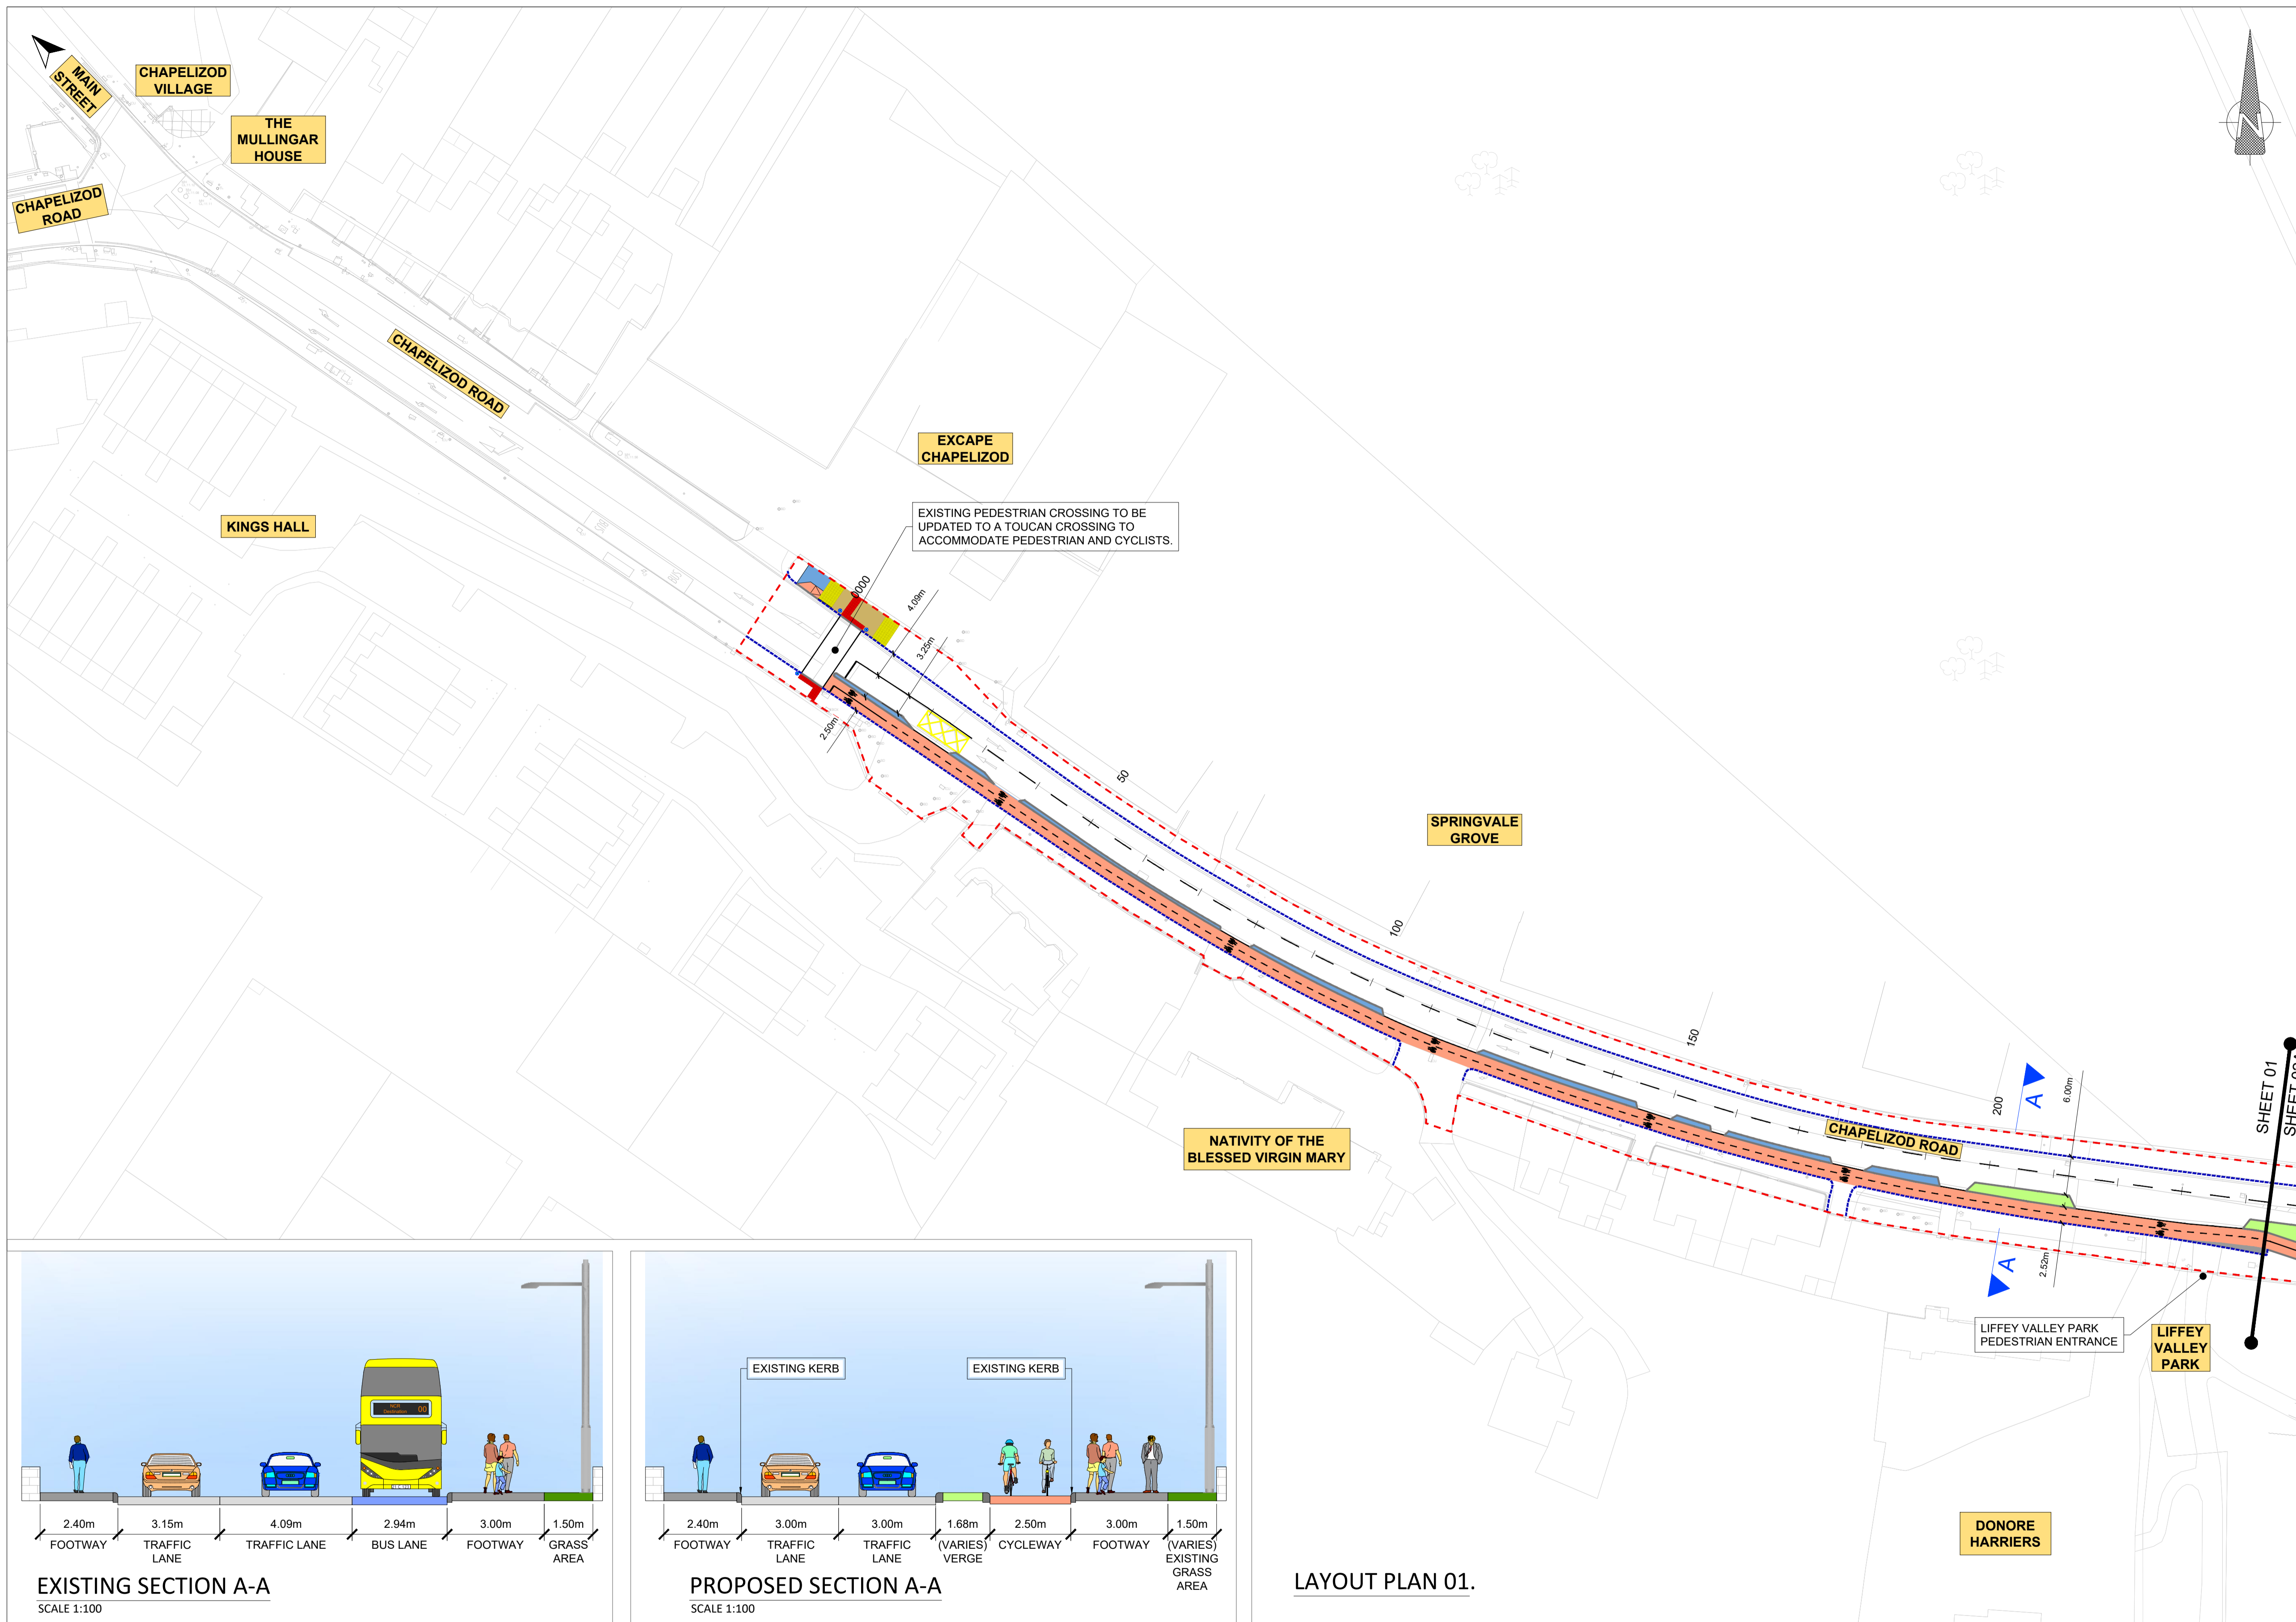 MAIN
STREET
CHAPELIZOD
VILLAGE
THE
MULLINGAR
HOUSE
CHAPELIZOD
ROAD
N
CHAPELIZOD ROAD
EXCAPE
CHAPELIZOD
KINGS HALL
EXISTING PEDESTRIAN CROSSING TO BE
UPDATED TO A TOUCAN CROSSING TO
ACCOMMODATE PEDESTRIAN AND CYCLISTS.
0000
4.09m
3.25m
2.50m
50
SPRINGVALE
GROVE
100
150
200
A
6.00m
SHEET 01
CHAPELIZOD ROAD
NATIVITY OF THE
BLESSED VIRGIN MARY
A
2.52m
LIFFEY VALLEY PARK
PEDESTRIAN ENTRANCE
LIFFEY
VALLEY
PARK
DONORE
HARRIERS
NCR
Destination
00
2.40m
3.15m
4.09m
2.94m
3.00m
1.50m
FOOTWAY
TRAFFIC
LANE
TRAFFIC LANE
BUS LANE
FOOTWAY
GRASS
AREA
EXISTING SECTION A-A
SCALE 1:100
EXISTING KERB
EXISTING KERB
2.40m
3.00m
3.00m
1.68m
2.50m
3.00m
1.50m
FOOTWAY
TRAFFIC
LANE
TRAFFIC
LANE
(VARIES)
VERGE
CYCLEWAY
FOOTWAY
(VARIES)
EXISTING
GRASS
AREA
PROPOSED SECTION A-A
SCALE 1:100
LAYOUT PLAN 01.